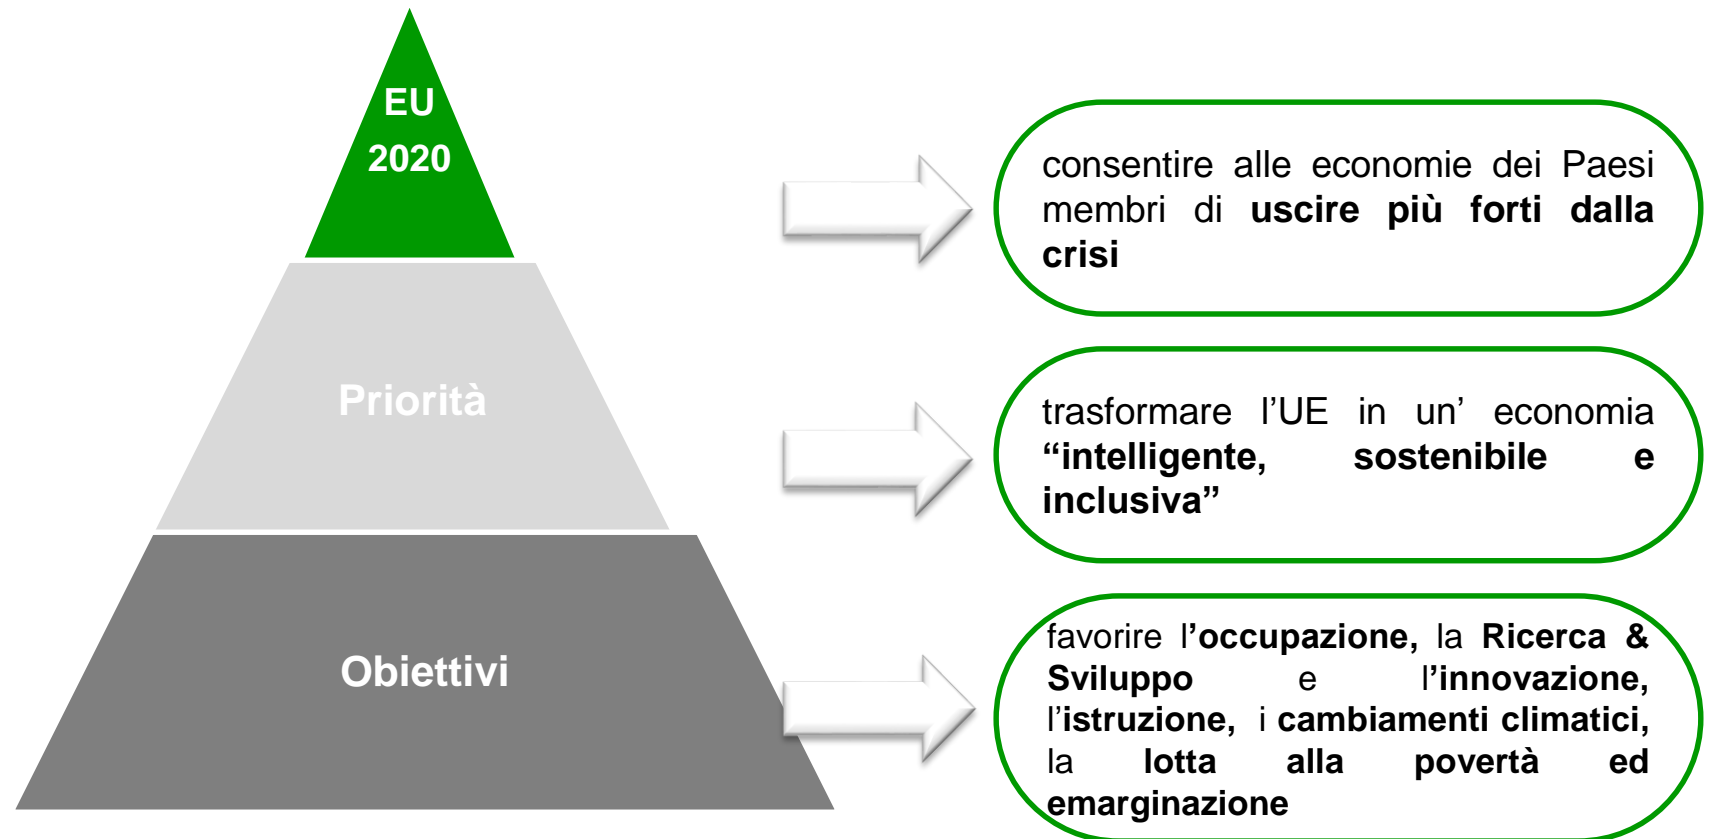 EU
2020
consentire alle economie dei Paesi
membri di uscire più forti dalla
crisi
Priorità
trasformare l’UE in un’ economia
“intelligente, sostenibile e
inclusiva”
Obiettivi
favorire l’occupazione, la Ricerca &
Sviluppo e l’innovazione,
l’istruzione, i cambiamenti climatici,
la lotta alla povertà ed
emarginazione